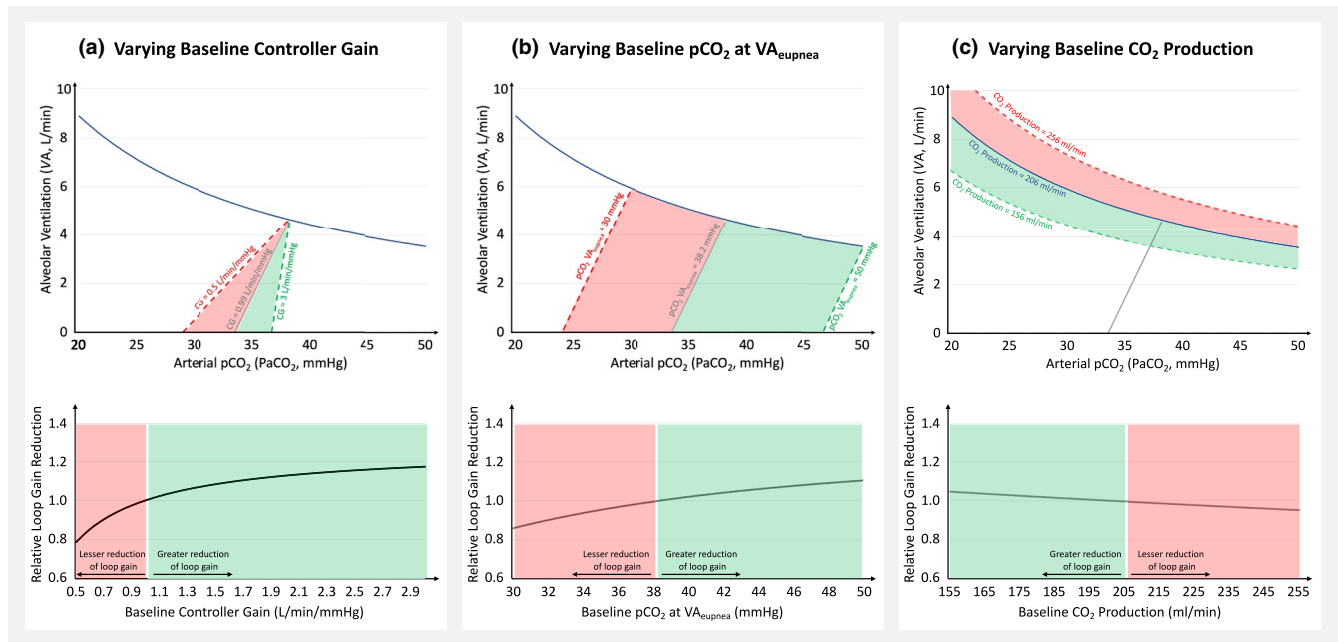 (a) Varying Baseline Controller Gain
Alveolar Ventilation (VA, L/min)
10
8
6
4
2
0
CG = 0.5 L/min/mmHg
CG = 0.99 L/min/mmHg
CG = 3 L/min/mmHg
20 25 30 35 40 45 50
Arterial pCO₂ (PaCO₂, mmHg)
Relative Loop Gain Reduction
1.4
1.2
1.0
0.8
0.6
Lesser reduction
of loop gain
Greater reduction
of loop gain
0.5 0.7 0.9 1.1 1.3 1.5 1.7 1.9 2.1 2.3 2.5 2.7 2.9
Baseline Controller Gain (L/min/mmHg)
(b) Varying Baseline pCO₂ at VAeupnea
Alveolar Ventilation (VA, L/min)
10
8
6
4
2
0
pCO₂ VAeupnea = 30 mmHg
pCO₂ VAeupnea = 38.2 mmHg
pCO₂ VAeupnea = 50 mmHg
20 25 30 35 40 45 50
Arterial pCO₂ (PaCO₂, mmHg)
Relative Loop Gain Reduction
1.4
1.2
1.0
0.8
0.6
Lesser reduction
of loop gain
Greater reduction
of loop gain
30 32 34 36 38 40 42 44 46 48 50
Baseline pCO₂ at VAeupnea (mmHg)
(c) Varying Baseline CO₂ Production
Alveolar Ventilation (VA, L/min)
10
8
6
4
2
0
CO₂ Production = 256 ml/min
CO₂ Production = 206 ml/min
CO₂ Production = 156 ml/min
20 25 30 35 40 45 50
Arterial pCO₂ (PaCO₂, mmHg)
Relative Loop Gain Reduction
1.4
1.2
1.0
0.8
0.6
Greater reduction
of loop gain
Lesser reduction
of loop gain
155 165 175 185 195 205 215 225 235 245 255
Baseline CO₂ Production (ml/min)